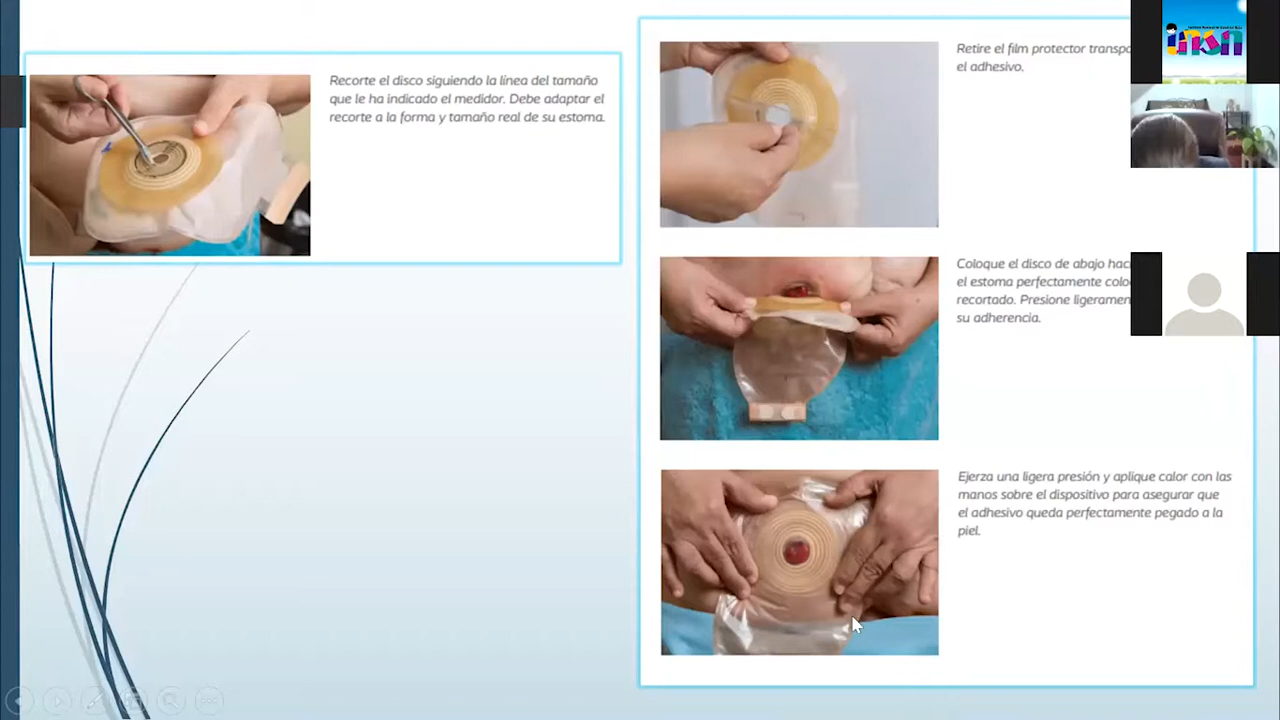 Recorte el disco siguiendo la línea del tamaño
que le ha indicado el medidor. Debe adaptar el
recorte a la forma y tamaño real de su estoma.
Retire el film protector
el adhesivo.
Coloque el disco de abajo
el estoma perfectamente
recortado. Presione
su adherencia.
Ejerza una ligera presión y aplique calor con las
manos sobre el dispositivo para asegurar que
el adhesivo queda perfectamente pegado a la
piel.
insn